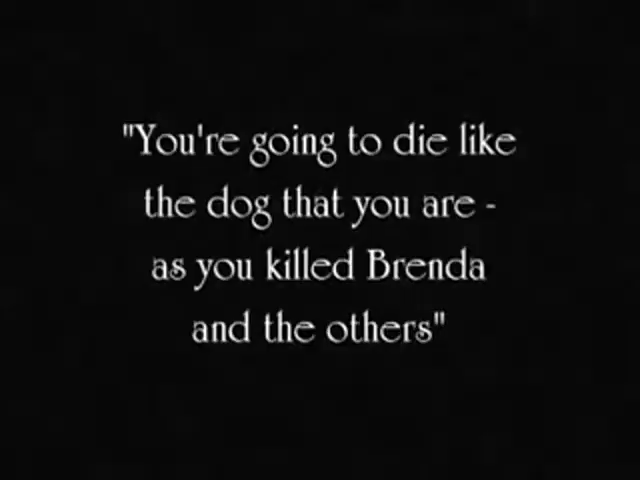 "You're going to die like
the dog that you are -
as you killed Brenda
and the others"